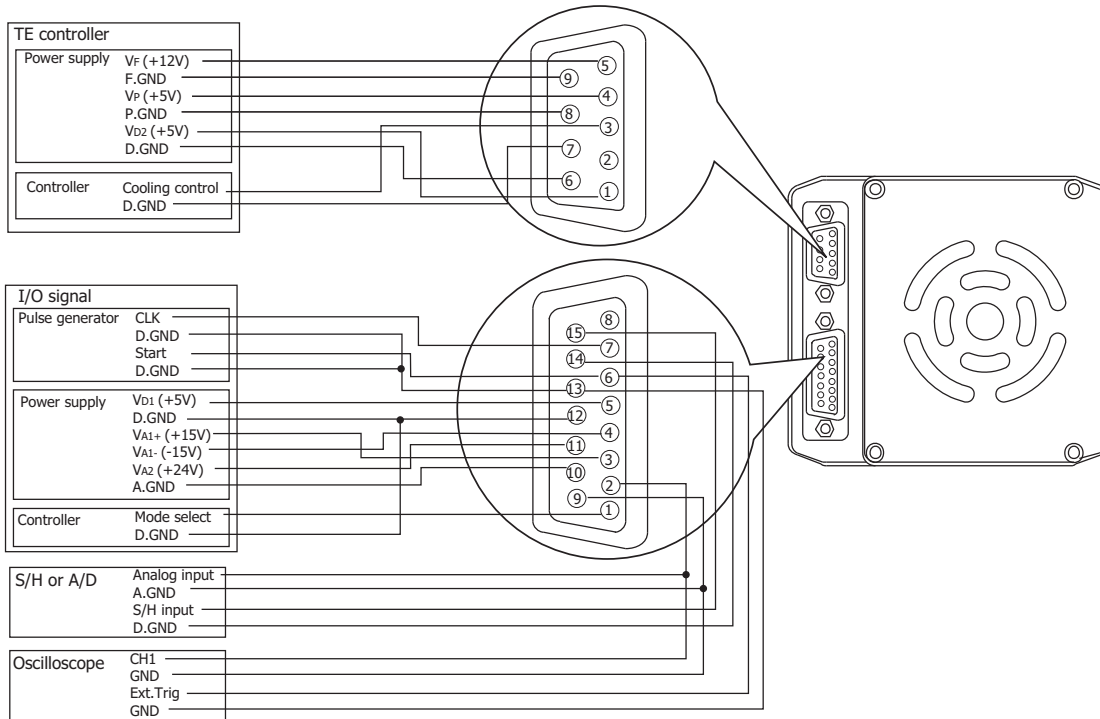 TE controller
Power supply
VF (+12V)
F.GND
VP (+5V)
P.GND
VD2 (+5V)
D.GND
Controller
Cooling control
D.GND
5
9
4
8
3
7
2
6
1
I/O signal
Pulse generator
CLK
D.GND
Start
D.GND
Power supply
VD1 (+5V)
D.GND
VA1+ (+15V)
VA1- (-15V)
VA2 (+24V)
A.GND
Controller
Mode select
D.GND
8
15
7
14
6
13
5
12
4
11
3
10
2
9
1
S/H or A/D
Analog input
A.GND
S/H input
D.GND
Oscilloscope
CH1
GND
Ext.Trig
GND